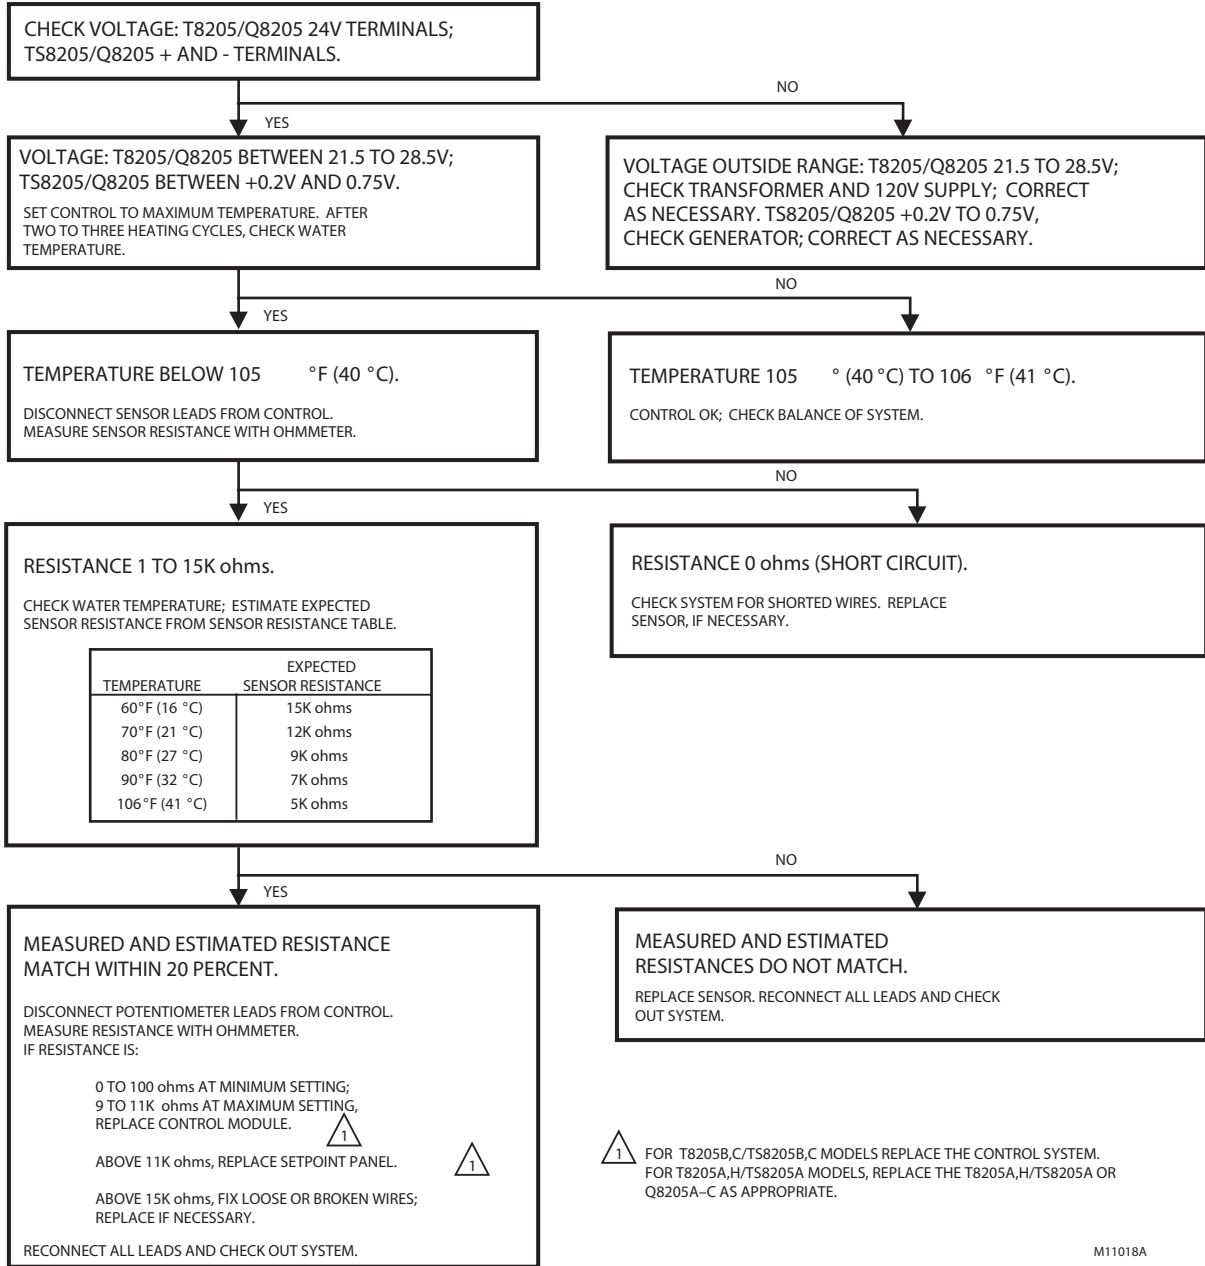 CHECK VOLTAGE: T8205/Q8205 24V TERMINALS;
TS8205/Q8205 + AND - TERMINALS.
NO
YES
VOLTAGE: T8205/Q8205 BETWEEN 21.5 TO 28.5V;
TS8205/Q8205 BETWEEN +0.2V AND 0.75V.
SET CONTROL TO MAXIMUM TEMPERATURE. AFTER
TWO TO THREE HEATING CYCLES, CHECK WATER
TEMPERATURE.
VOLTAGE OUTSIDE RANGE: T8205/Q8205 21.5 TO 28.5V;
CHECK TRANSFORMER AND 120V SUPPLY; CORRECT
AS NECESSARY. TS8205/Q8205 +0.2V TO 0.75V,
CHECK GENERATOR; CORRECT AS NECESSARY.
NO
YES
TEMPERATURE BELOW 105 °F (40 °C).
DISCONNECT SENSOR LEADS FROM CONTROL.
MEASURE SENSOR RESISTANCE WITH OHMMETER.
TEMPERATURE 105 ° (40 °C) TO 106 °F (41 °C).
CONTROL OK; CHECK BALANCE OF SYSTEM.
NO
YES
RESISTANCE 1 TO 15K ohms.
CHECK WATER TEMPERATURE; ESTIMATE EXPECTED
SENSOR RESISTANCE FROM SENSOR RESISTANCE TABLE.
EXPECTED
TEMPERATURE SENSOR RESISTANCE
60°F (16 °C) 15K ohms
70°F (21 °C) 12K ohms
80°F (27 °C) 9K ohms
90°F (32 °C) 7K ohms
106°F (41 °C) 5K ohms
RESISTANCE 0 ohms (SHORT CIRCUIT).
CHECK SYSTEM FOR SHORTED WIRES. REPLACE
SENSOR, IF NECESSARY.
NO
YES
MEASURED AND ESTIMATED RESISTANCE
MATCH WITHIN 20 PERCENT.
DISCONNECT POTENTIOMETER LEADS FROM CONTROL.
MEASURE RESISTANCE WITH OHMMETER.
IF RESISTANCE IS:
0 TO 100 ohms AT MINIMUM SETTING;
9 TO 11K ohms AT MAXIMUM SETTING,
REPLACE CONTROL MODULE. 1
ABOVE 11K ohms, REPLACE SETPOINT PANEL. 1
ABOVE 15K ohms, FIX LOOSE OR BROKEN WIRES;
REPLACE IF NECESSARY.
RECONNECT ALL LEADS AND CHECK OUT SYSTEM.
MEASURED AND ESTIMATED
RESISTANCES DO NOT MATCH.
REPLACE SENSOR. RECONNECT ALL LEADS AND CHECK
OUT SYSTEM.
1 FOR T8205B,C/TS8205B,C MODELS REPLACE THE CONTROL SYSTEM.
FOR T8205A,H/TS8205A MODELS, REPLACE THE T8205A,H/TS8205A OR
Q8205A–C AS APPROPRIATE.
M11018A